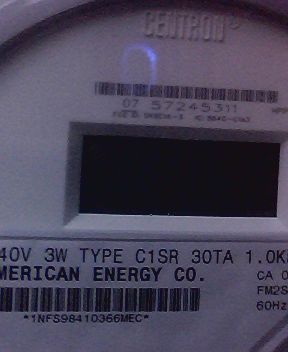 CENTRON®
07 57245311
40V 3W TYPE C1SR 30TA 1.0K
MERICAN ENERGY CO.
CA 0
FM2S
60Hz
*1NFS98410366MEC*